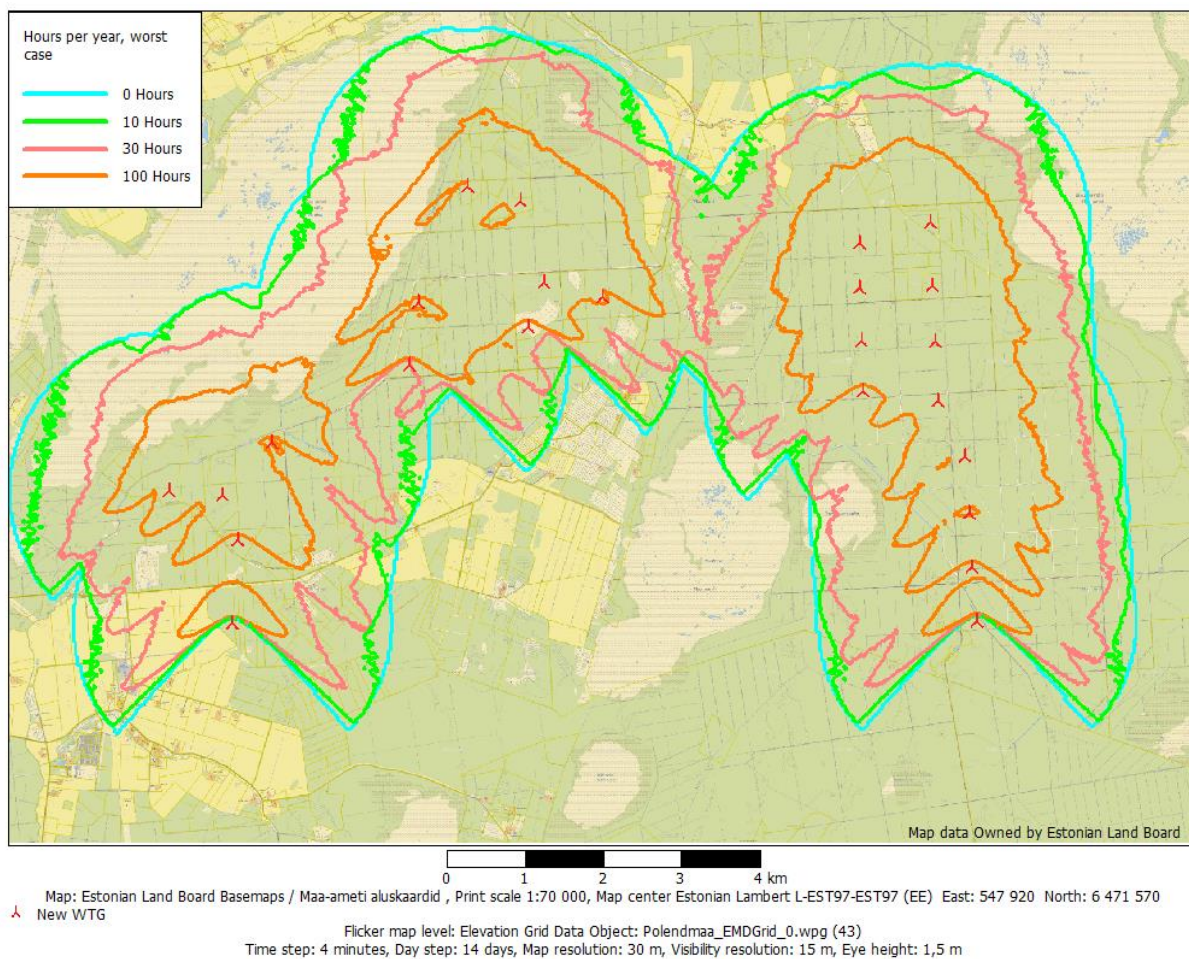 Hours per year, worst
case
0 Hours
10 Hours
30 Hours
100 Hours
Map data Owned by Estonian Land Board
0 1 2 3 4 km
Map: Estonian Land Board Basemaps / Maa-ameti aluskaardid , Print scale 1:70 000, Map center Estonian Lambert L-EST97-EST97 (EE) East: 547 920 North: 6 471 570
New WTG
Flicker map level: Elevation Grid Data Object: Polendmaa_EMDGrid_0.wpg (43)
Time step: 4 minutes, Day step: 14 days, Map resolution: 30 m, Visibility resolution: 15 m, Eye height: 1,5 m